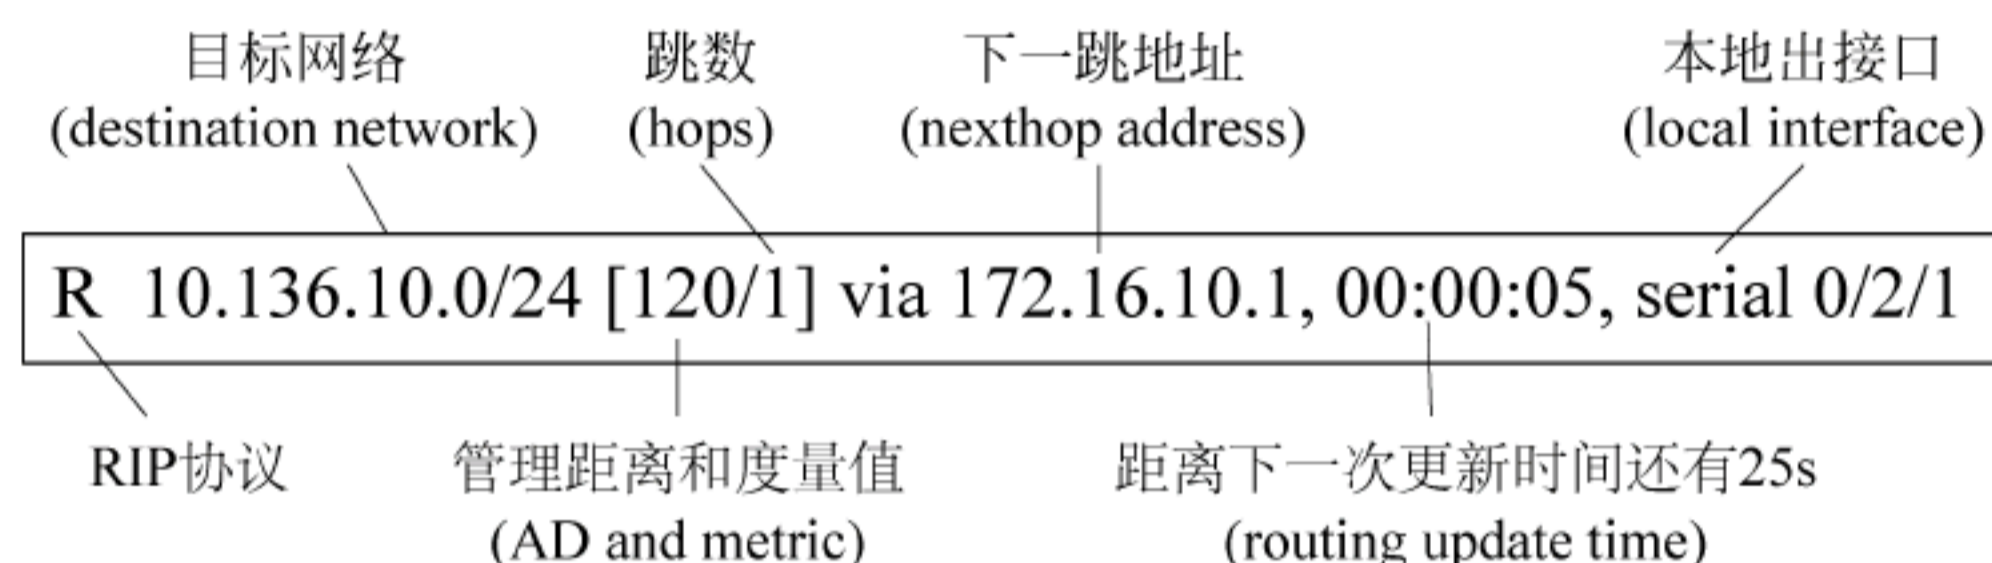 目标网络 跳数 下一跳地址 本地出接口
(destination network) (hops) (nexthop address) (local interface)
R 10.136.10.0/24 [120/1] via 172.16.10.1, 00:00:05, serial 0/2/1
RIP协议 管理距离和度量值 距离下一次更新时间还有25s
(AD and metric) (routing update time)